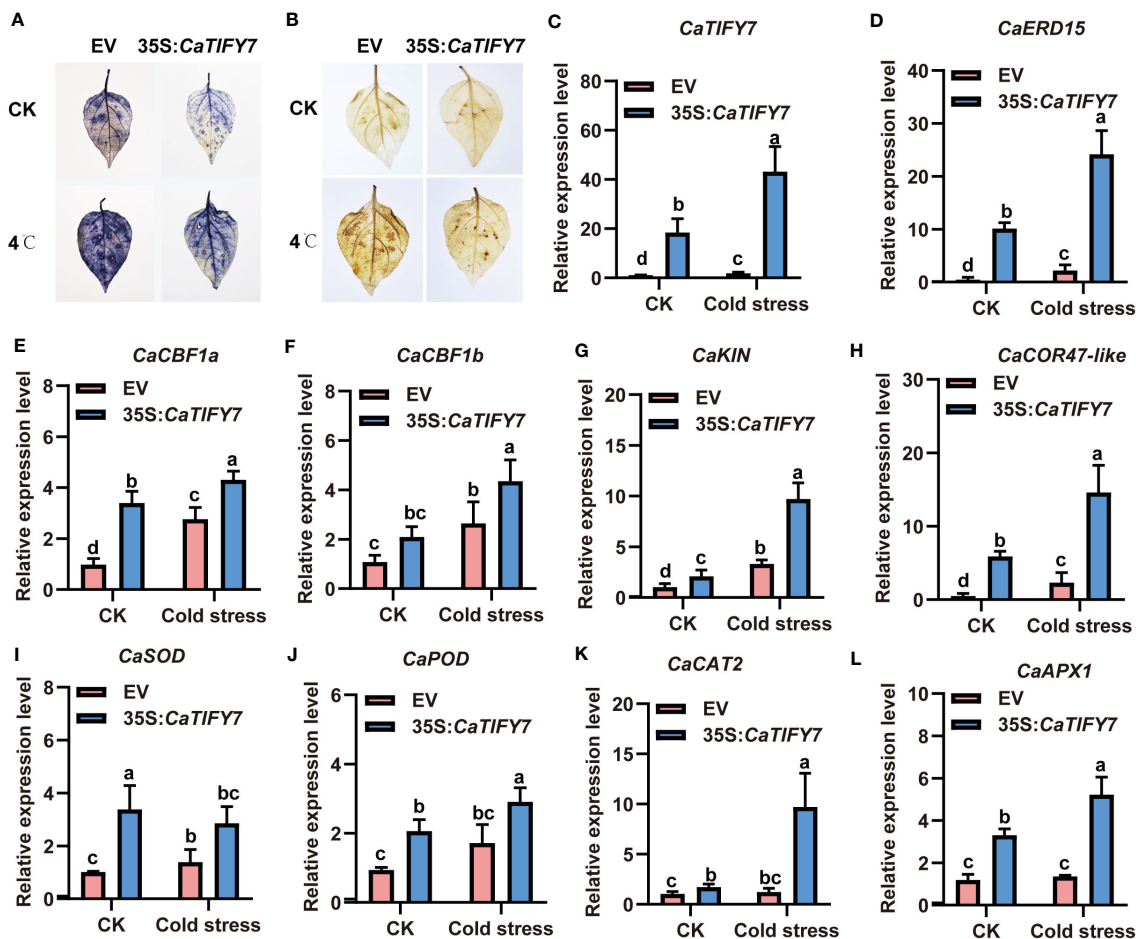 A
EV 35S:CaTIFY7
CK
4℃
B
EV 35S:CaTIFY7
CK
4℃
C
CaTIFY7
Relative expression level
80
60
40
20
0
EV
35S:CaTIFY7
d
b
c
a
CK Cold stress
D
CaERD15
Relative expression level
40
30
20
10
0
EV
35S:CaTIFY7
d
b
c
a
CK Cold stress
E
CaCBF1a
Relative expression level
8
6
4
2
0
EV
35S:CaTIFY7
d
b
c
a
CK Cold stress
F
CaCBF1b
Relative expression level
8
6
4
2
0
EV
35S:CaTIFY7
c
bc
b
a
CK Cold stress
G
CaKIN
Relative expression level
20
15
10
5
0
EV
35S:CaTIFY7
d
c
b
a
CK Cold stress
H
CaCOR47-like
Relative expression level
30
20
10
0
EV
35S:CaTIFY7
d
b
c
a
CK Cold stress
I
CaSOD
Relative expression level
8
6
4
2
0
EV
35S:CaTIFY7
c
a
b
bc
CK Cold stress
J
CaPOD
Relative expression level
6
4
2
0
EV
35S:CaTIFY7
c
b
bc
a
CK Cold stress
K
CaCAT2
Relative expression level
20
15
10
5
0
EV
35S:CaTIFY7
c
b
bc
a
CK Cold stress
L
CaAPX1
Relative expression level
10
8
6
4
2
0
EV
35S:CaTIFY7
c
b
c
a
CK Cold stress